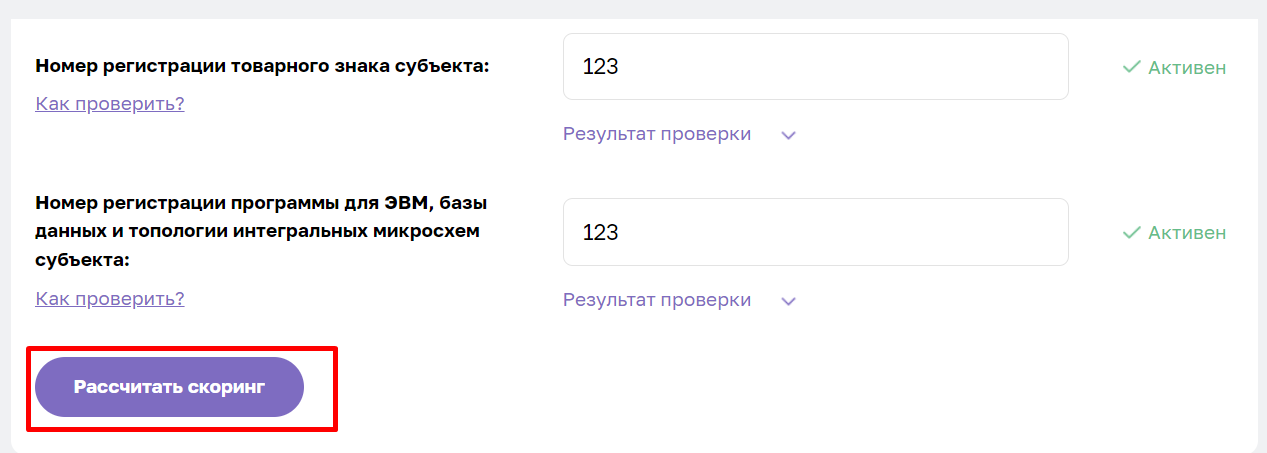 Номер регистрации товарного знака субъекта:
123
Активен
Как проверить?
Результат проверки
Номер регистрации программы для ЭВМ, базы
данных и топологии интегральных микросхем
субъекта:
123
Активен
Как проверить?
Результат проверки
Рассчитать скоринг